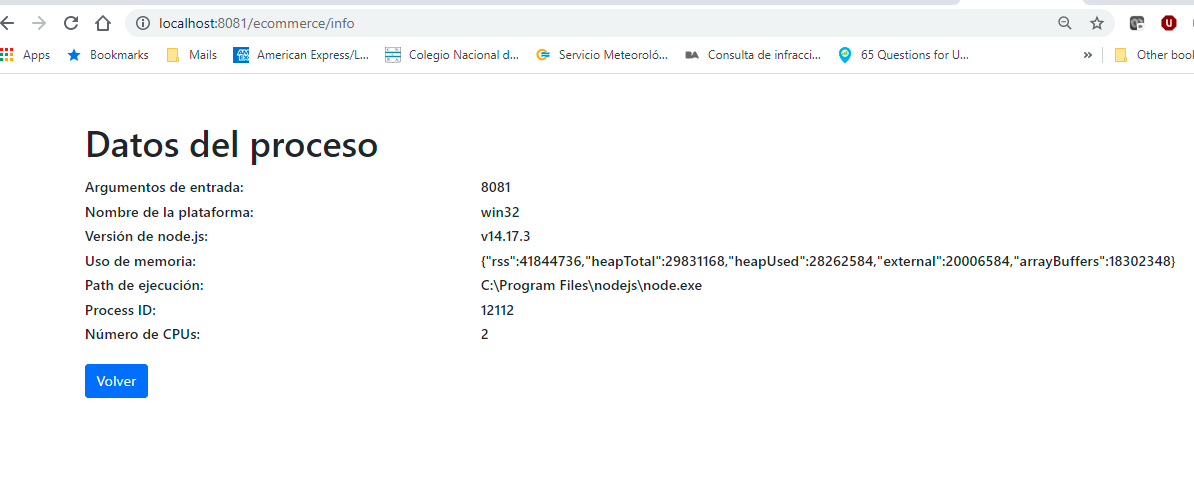 localhost:8081/ecommerce/info
Apps Bookmarks Mails American Express/L... Colegio Nacional d... Servicio Meteoroló... BA Consulta de infracci... 65 Questions for U... » Other book
Datos del proceso
Argumentos de entrada: 8081
Nombre de la plataforma: win32
Versión de node.js: v14.17.3
Uso de memoria: {"rss":41844736,"heapTotal":29831168,"heapUsed":28262584,"external":20006584,"arrayBuffers":18302348}
Path de ejecución: C:\Program Files\nodejs\node.exe
Process ID: 12112
Número de CPUs: 2
Volver